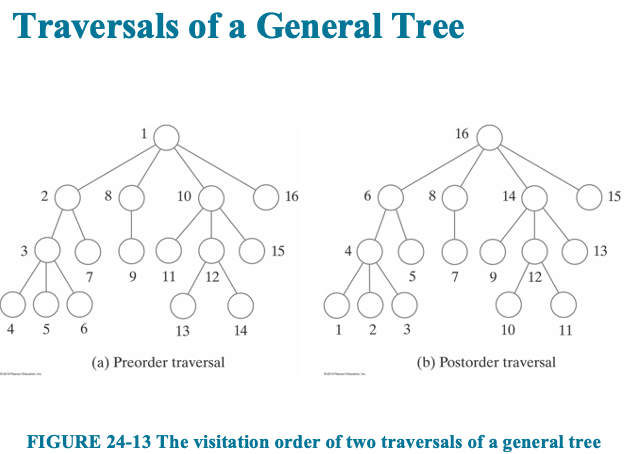 Traversals of a General Tree
1
2 8 10 16
3 7 9 11 12 15
4 5 6 13 14
(a) Preorder traversal
16
6 8 14 15
4 5 7 9 12 13
1 2 3 10 11
(b) Postorder traversal
FIGURE 24-13 The visitation order of two traversals of a general tree